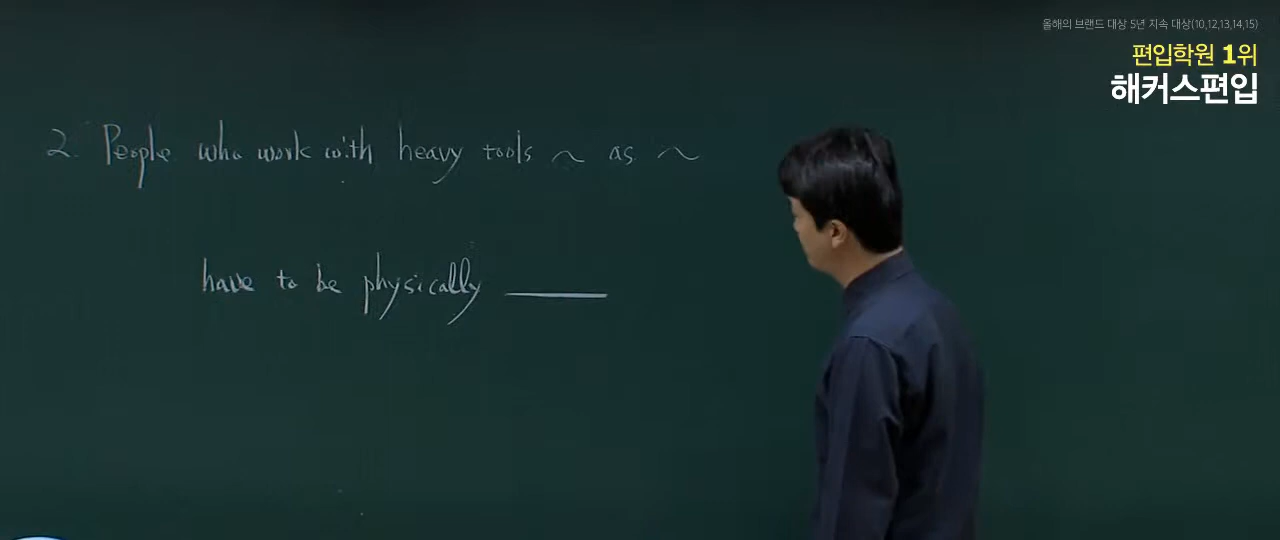 올해의 브랜드 대상 5년 지속 대상(10,12,13,14,15)
편입학원 1위
해커스편입
2. People who work with heavy tools ~ as ~
have to be physically ____